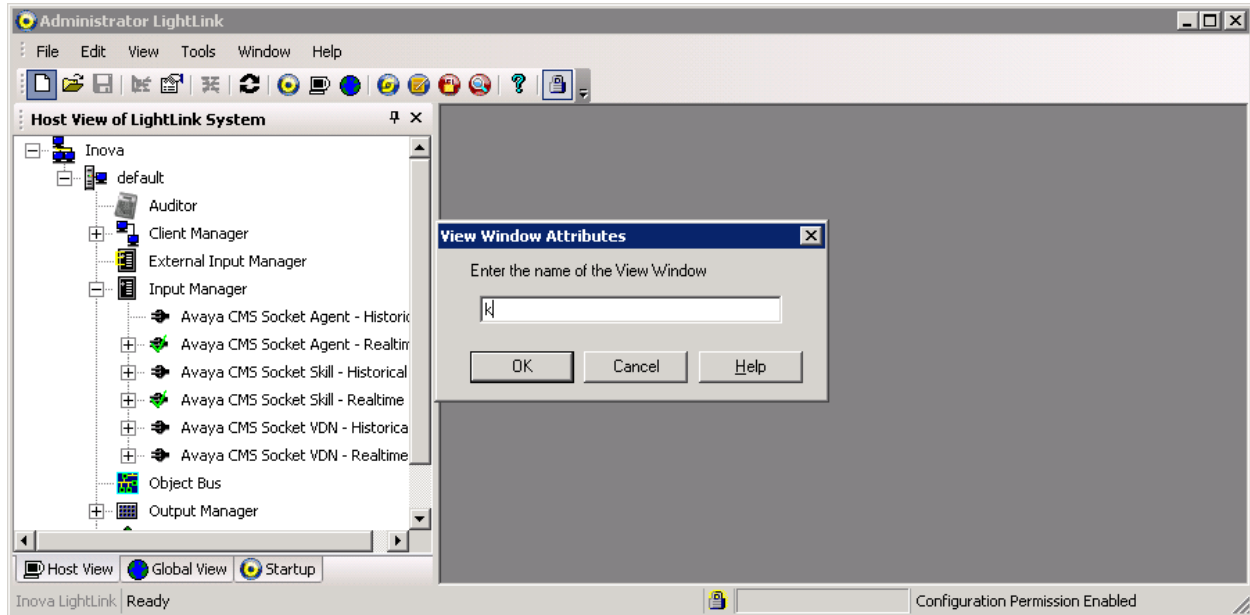 Administrator LightLink
File Edit View Tools Window Help
Host View of LightLink System
Inova
default
Auditor
Client Manager
External Input Manager
Input Manager
Avaya CMS Socket Agent - Historic
Avaya CMS Socket Agent - Realtim
Avaya CMS Socket Skill - Historical
Avaya CMS Socket Skill - Realtime
Avaya CMS Socket VDN - Historica
Avaya CMS Socket VDN - Realtime
Object Bus
Output Manager
Host View Global View Startup
View Window Attributes
Enter the name of the View Window
k
OK Cancel Help
Inova LightLink Ready Configuration Permission Enabled